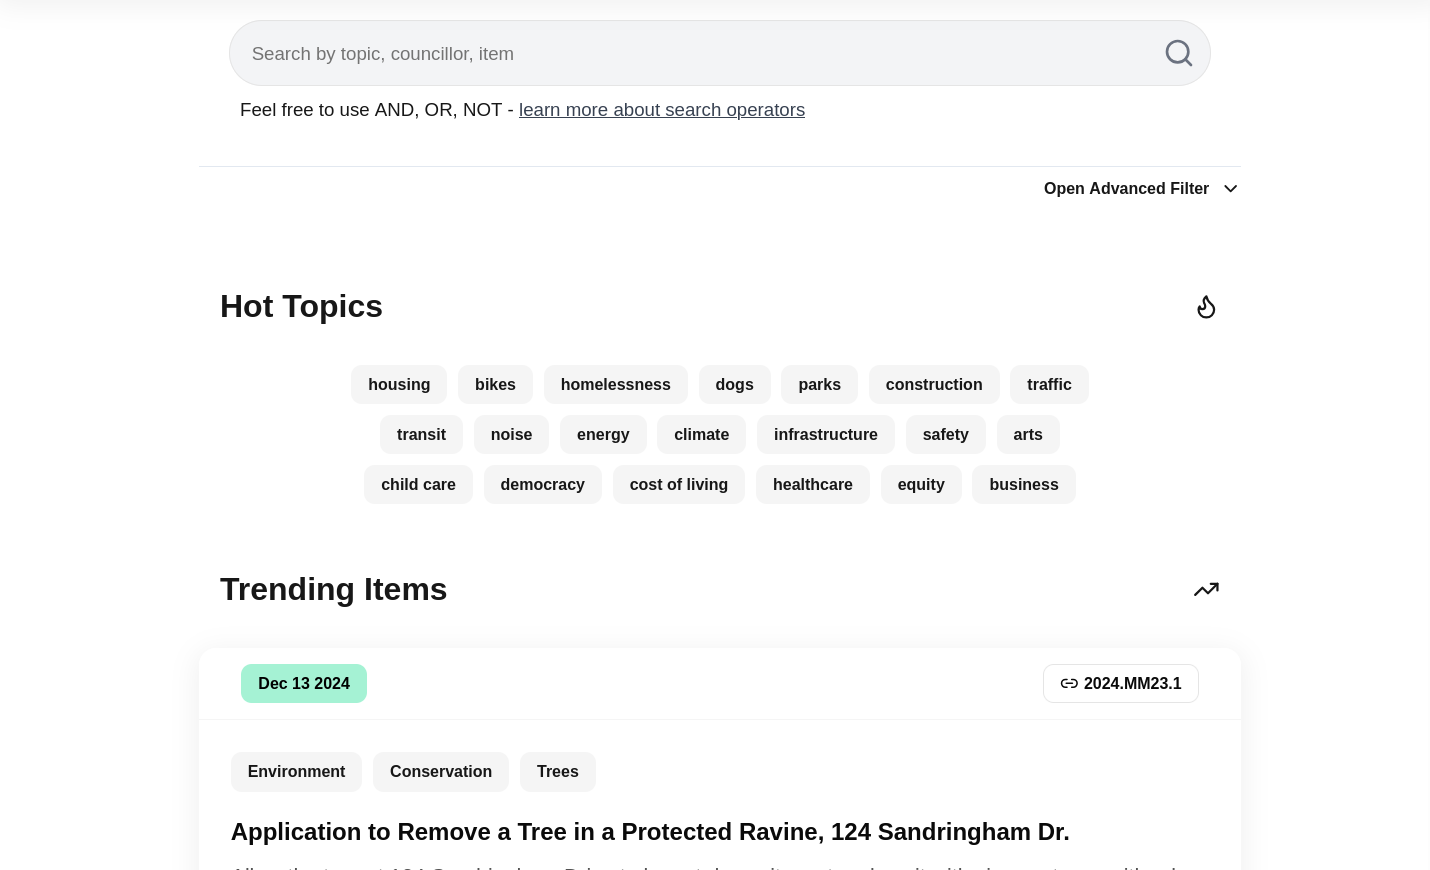 Search by topic, councillor, item
Feel free to use AND, OR, NOT - learn more about search operators
Open Advanced Filter
Hot Topics
housing bikes homelessness dogs parks construction traffic
transit noise energy climate infrastructure safety arts
child care democracy cost of living healthcare equity business
Trending Items
Dec 13 2024 2024.MM23.1
Environment Conservation Trees
Application to Remove a Tree in a Protected Ravine, 124 Sandringham Dr.